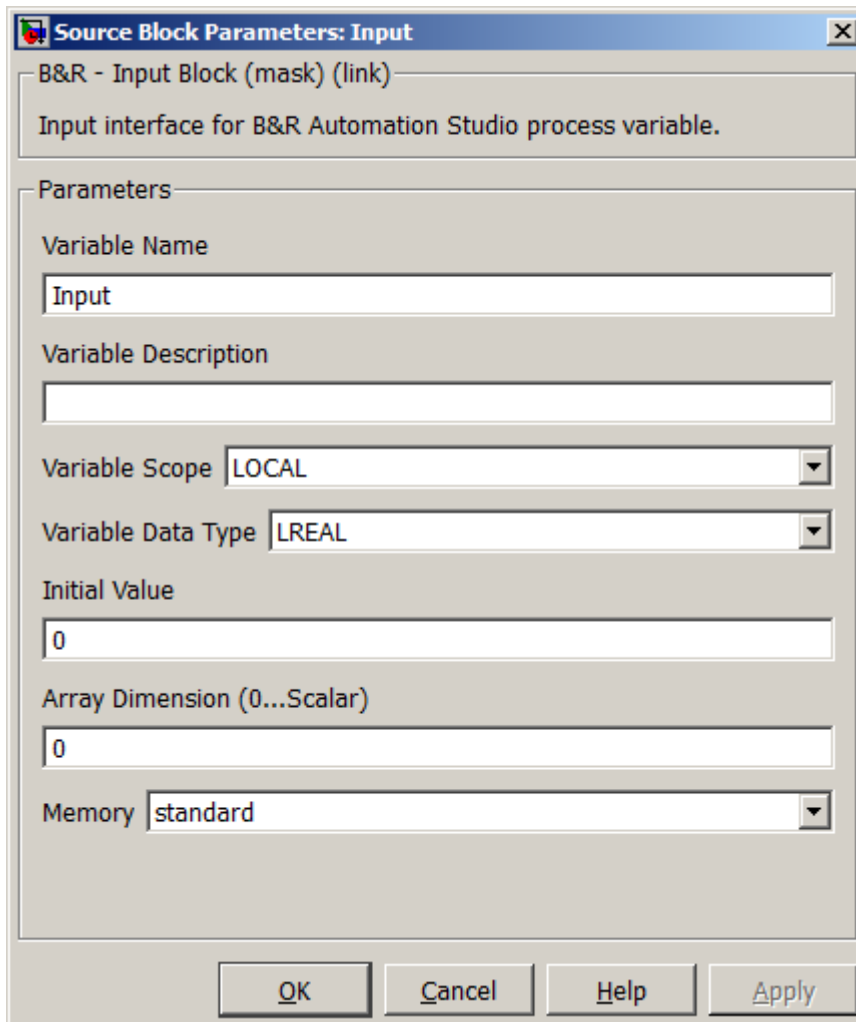 Source Block Parameters: Input
B&R - Input Block (mask) (link)
Input interface for B&R Automation Studio process variable.
Parameters
Variable Name
Input
Variable Description
Variable Scope LOCAL
Variable Data Type LREAL
Initial Value
0
Array Dimension (0...Scalar)
0
Memory standard
OK Cancel Help Apply